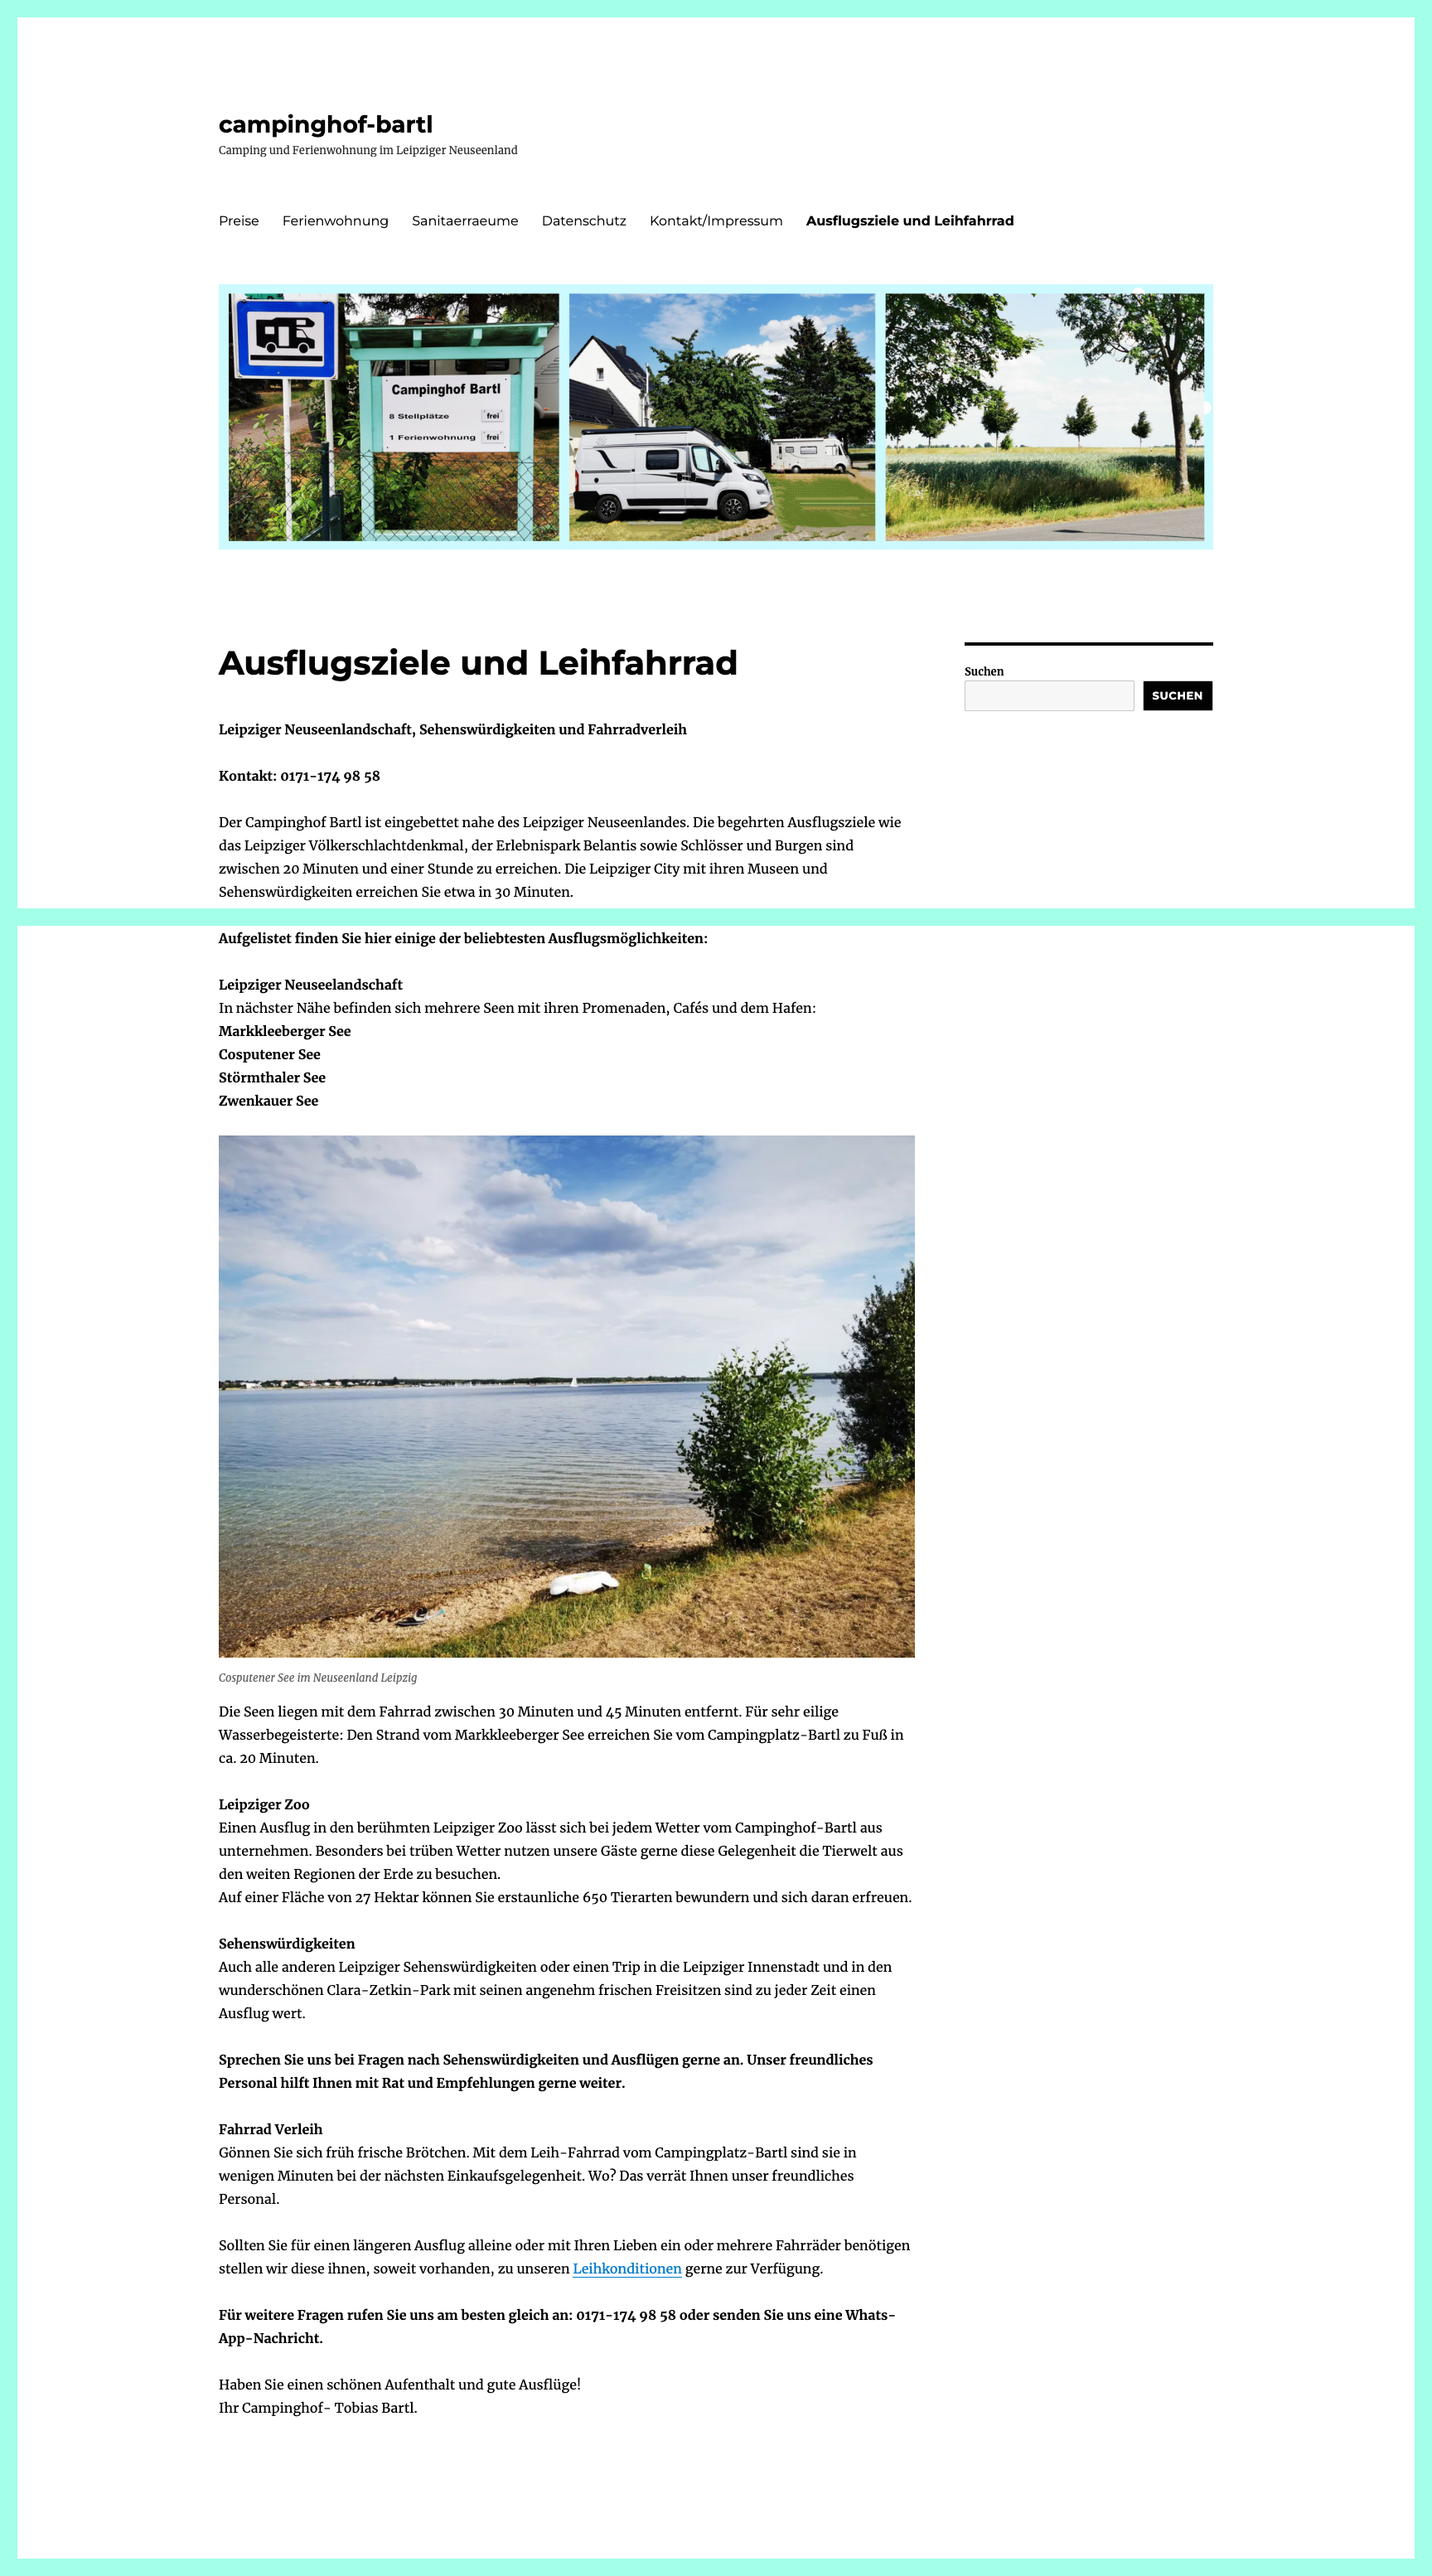 campinghof-bartl
Camping und Ferienwohnung im Leipziger Neuseenland
Preise Ferienwohnung Sanitaerraeume Datenschutz Kontakt/Impressum Ausflugsziele und Leihfahrrad
Campinghof Bartl
8 Stellplätze frei
1 Ferienwohnung frei
Ausflugsziele und Leihfahrrad
Suchen
SUCHEN
Leipziger Neuseenlandschaft, Sehenswürdigkeiten und Fahrradverleih
Kontakt: 0171-174 98 58
Der Campinghof Bartl ist eingebettet nahe des Leipziger Neuseenlandes. Die begehrten Ausflugsziele wie
das Leipziger Völkerschlachtdenkmal, der Erlebnispark Belantis sowie Schlösser und Burgen sind
zwischen 20 Minuten und einer Stunde zu erreichen. Die Leipziger City mit ihren Museen und
Sehenswürdigkeiten erreichen Sie etwa in 30 Minuten.
Aufgelistet finden Sie hier einige der beliebtesten Ausflugsmöglichkeiten:
Leipziger Neuseelandschaft
In nächster Nähe befinden sich mehrere Seen mit ihren Promenaden, Cafés und dem Hafen:
Markkleeberger See
Cosputener See
Störmthaler See
Zwenkauer See
Cosputener See im Neuseenland Leipzig
Die Seen liegen mit dem Fahrrad zwischen 30 Minuten und 45 Minuten entfernt. Für sehr eilige
Wasserbegeisterte: Den Strand vom Markkleeberger See erreichen Sie vom Campingplatz-Bartl zu Fuß in
ca. 20 Minuten.
Leipziger Zoo
Einen Ausflug in den berühmten Leipziger Zoo lässt sich bei jedem Wetter vom Campinghof-Bartl aus
unternehmen. Besonders bei trüben Wetter nutzen unsere Gäste gerne diese Gelegenheit die Tierwelt aus
den weiten Regionen der Erde zu besuchen.
Auf einer Fläche von 27 Hektar können Sie erstaunliche 650 Tierarten bewundern und sich daran erfreuen.
Sehenswürdigkeiten
Auch alle anderen Leipziger Sehenswürdigkeiten oder einen Trip in die Leipziger Innenstadt und in den
wunderschönen Clara-Zetkin-Park mit seinen angenehm frischen Freisitzen sind zu jeder Zeit einen
Ausflug wert.
Sprechen Sie uns bei Fragen nach Sehenswürdigkeiten und Ausflügen gerne an. Unser freundliches
Personal hilft Ihnen mit Rat und Empfehlungen gerne weiter.
Fahrrad Verleih
Gönnen Sie sich früh frische Brötchen. Mit dem Leih-Fahrrad vom Campingplatz-Bartl sind sie in
wenigen Minuten bei der nächsten Einkaufsgelegenheit. Wo? Das verrät Ihnen unser freundliches
Personal.
Sollten Sie für einen längeren Ausflug alleine oder mit Ihren Lieben ein oder mehrere Fahrräder benötigen
stellen wir diese ihnen, soweit vorhanden, zu unseren Leihkonditionen gerne zur Verfügung.
Für weitere Fragen rufen Sie uns am besten gleich an: 0171-174 98 58 oder senden Sie uns eine Whats-
App-Nachricht.
Haben Sie einen schönen Aufenthalt und gute Ausflüge!
Ihr Campinghof- Tobias Bartl.